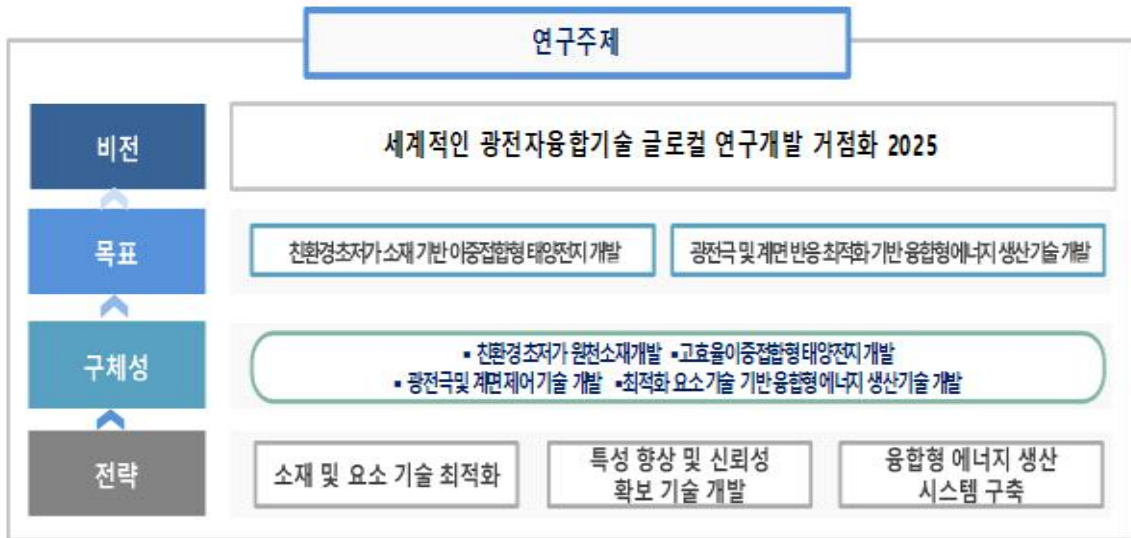 연구주제
비전
세계적인 광전자융합기술 글로컬 연구개발 거점화 2025
목표
친환경초저가 소재 기반 이중접합형 태양전지 개발
광전극 및 계면 반응 최적화 기반 융합형에너지 생산기술 개발
구체성
▪ 친환경 초저가 원천소재개발 ▪고효율이중접합형 태양전지 개발
▪ 광전극및 계면제어 기술 개발 ▪최적화 요소기술 기반 융합형에너지 생산기술 개발
전략
소재 및 요소 기술 최적화
특성 향상 및 신뢰성
확보 기술 개발
융합형 에너지 생산
시스템 구축